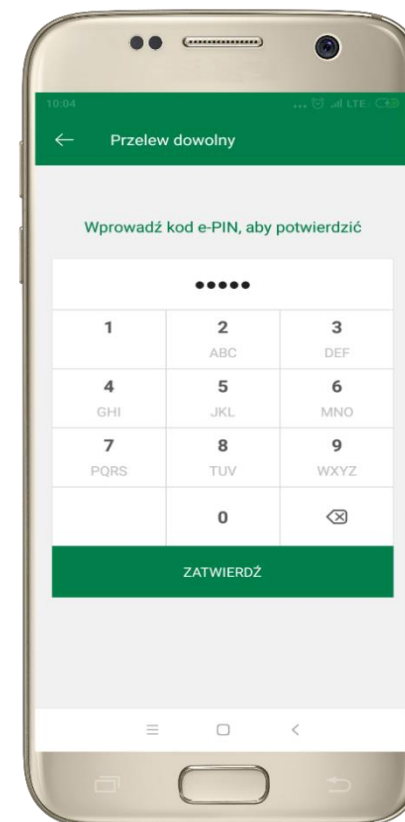 10:04
... LTE
Przelew dowolny
Wprowadź kod e-PIN, aby potwierdzić
•••••
1 2 3
ABC DEF
4 5 6
GHI JKL MNO
7 8 9
PQRS TUV WXYZ
0
ZATWIERDŹ